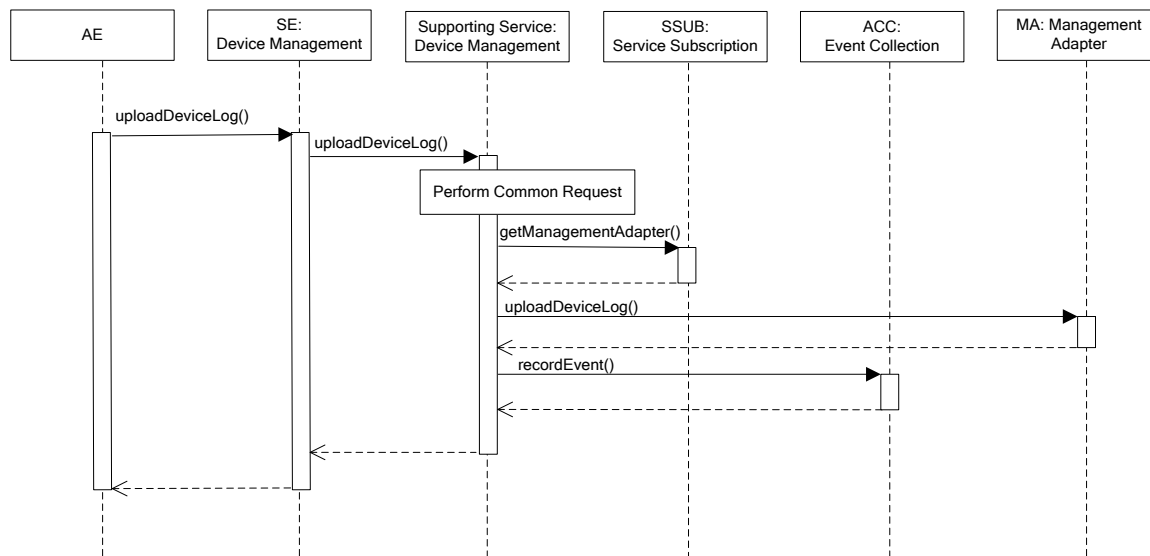 AE
SE:
Device Management
Supporting Service:
Device Management
SSUB:
Service Subscription
ACC:
Event Collection
MA: Management
Adapter
uploadDeviceLog()
uploadDeviceLog()
Perform Common Request
getManagementAdapter()
uploadDeviceLog()
recordEvent()